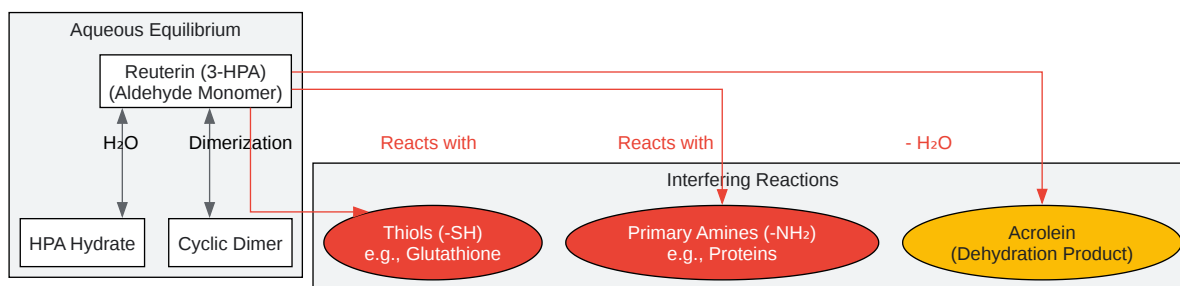 Aqueous Equilibrium
Reuterin (3-HPA)
(Aldehyde Monomer)
H₂O
Dimerization
HPA Hydrate
Cyclic Dimer
Reacts with
Reacts with
- H₂O
Interfering Reactions
Thiols (-SH)
e.g., Glutathione
Primary Amines (-NH₂)
e.g., Proteins
Acrolein
(Dehydration Product)